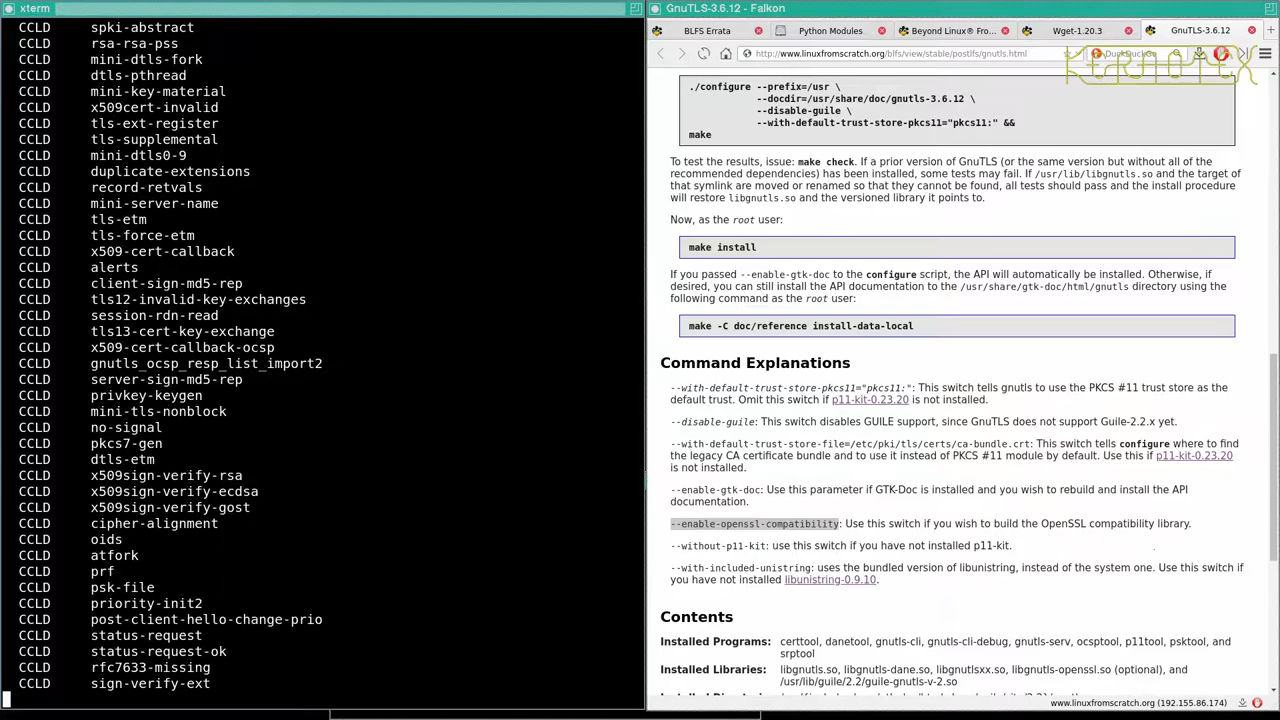 xterm
CCLD spki-abstract
CCLD rsa-rsa-pss
CCLD mini-dtls-fork
CCLD dtls-pthread
CCLD mini-key-material
CCLD x509cert-invalid
CCLD tls-ext-register
CCLD tls-supplemental
CCLD mini-dtls0-9
CCLD duplicate-extensions
CCLD record-retvals
CCLD mini-server-name
CCLD tls-etm
CCLD tls-force-etm
CCLD x509-cert-callback
CCLD alerts
CCLD client-sign-md5-rep
CCLD tls12-invalid-key-exchanges
CCLD session-rdn-read
CCLD tls13-cert-key-exchange
CCLD x509-cert-callback-ocsp
CCLD gnutls_ocsp_resp_list_import2
CCLD server-sign-md5-rep
CCLD privkey-keygen
CCLD mini-tls-nonblock
CCLD no-signal
CCLD pkcs7-gen
CCLD dtls-etm
CCLD x509sign-verify-rsa
CCLD x509sign-verify-ecdsa
CCLD x509sign-verify-gost
CCLD cipher-alignment
CCLD oids
CCLD atfork
CCLD prf
CCLD psk-file
CCLD priority-init2
CCLD post-client-hello-change-prio
CCLD status-request
CCLD status-request-ok
CCLD rfc7633-missing
CCLD sign-verify-ext
GnuTLS-3.6.12 - Falkon
BLFS Errata
Python Modules
Beyond Linux® Fro…
Wget-1.20.3
GnuTLS-3.6.12
http://www.linuxfromscratch.org/blfs/view/stable/postlfs/gnutls.html
DuckDuckGo
./configure --prefix=/usr \
--docdir=/usr/share/doc/gnutls-3.6.12 \
--disable-guile \
--with-default-trust-store-pkcs11="pkcs11:" &&
make
To test the results, issue: make check. If a prior version of GnuTLS (or the same version but without all of the
recommended dependencies) has been installed, some tests may fail. If /usr/lib/libgnutls.so and the target of
that symlink are moved or renamed so that they cannot be found, all tests should pass and the install procedure
will restore libgnutls.so and the versioned library it points to.
Now, as the root user:
make install
If you passed --enable-gtk-doc to the configure script, the API will automatically be installed. Otherwise, if
desired, you can still install the API documentation to the /usr/share/gtk-doc/html/gnutls directory using the
following command as the root user:
make -C doc/reference install-data-local
Command Explanations
--with-default-trust-store-pkcs11="pkcs11:": This switch tells gnutls to use the PKCS #11 trust store as the
default trust. Omit this switch if p11-kit-0.23.20 is not installed.
--disable-guile: This switch disables GUILE support, since GnuTLS does not support Guile-2.2.x yet.
--with-default-trust-store-file=/etc/pki/tls/certs/ca-bundle.crt: This switch tells configure where to find
the legacy CA certificate bundle and to use it instead of PKCS #11 module by default. Use this if p11-kit-0.23.20
is not installed.
--enable-gtk-doc: Use this parameter if GTK-Doc is installed and you wish to rebuild and install the API
documentation.
--enable-openssl-compatibility: Use this switch if you wish to build the OpenSSL compatibility library.
--without-p11-kit: use this switch if you have not installed p11-kit.
--with-included-unistring: uses the bundled version of libunistring, instead of the system one. Use this switch if
you have not installed libunistring-0.9.10.
Contents
Installed Programs: certtool, danetool, gnutls-cli, gnutls-cli-debug, gnutls-serv, ocsptool, p11tool, psktool, and
srptool
Installed Libraries: libgnutls.so, libgnutls-dane.so, libgnutlsxx.so, libgnutls-openssl.so (optional), and
/usr/lib/guile/2.2/guile-gnutls-v-2.so
www.linuxfromscratch.org (192.155.86.174)